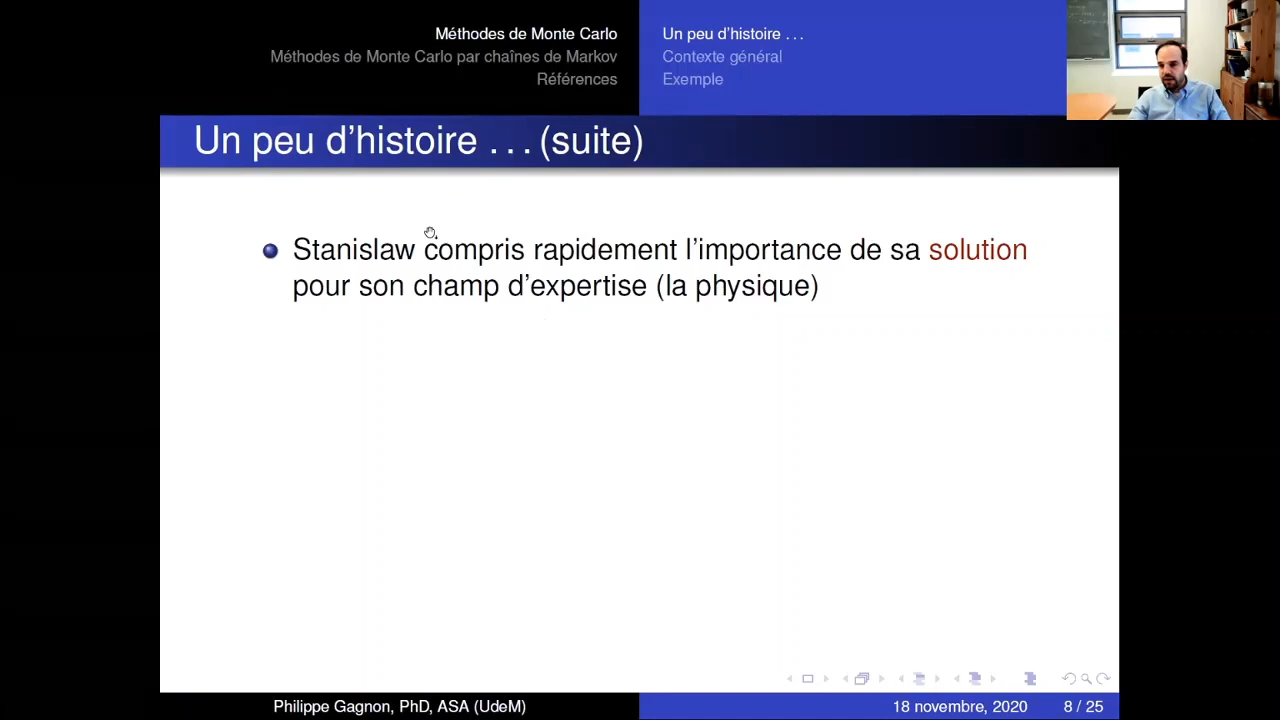 Méthodes de Monte Carlo
Méthodes de Monte Carlo par chaînes de Markov
Références
Un peu d'histoire . . .
Contexte général
Exemple
Un peu d'histoire . . . (suite)
Stanislaw compris rapidement l'importance de sa solution
pour son champ d'expertise (la physique)
Philippe Gagnon, PhD, ASA (UdeM)
18 novembre, 2020
8 / 25